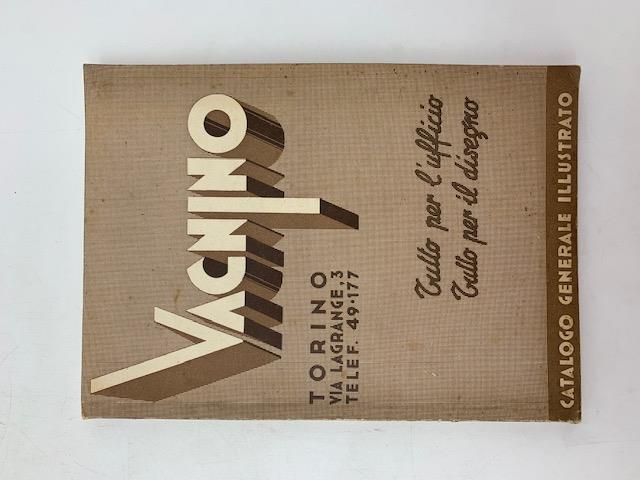 VAGNINO
TORINO
VIA LAGRANGE, 3
TELEF. 49-177
Tutto per l'ufficio
Tutto per il disegno
CATALOGO GENERALE ILLUSTRATO